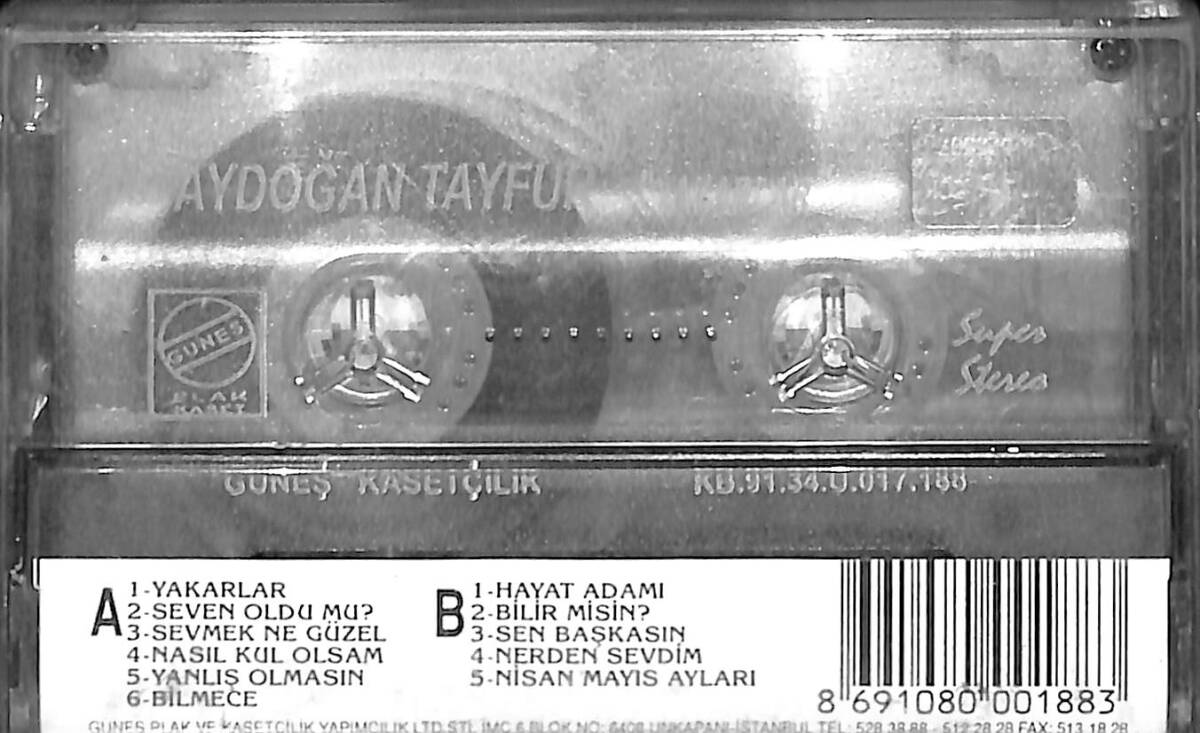 AYDOĞAN TAYFUR
GÜNEŞ
PLAK
KASET
Super
Stereo
GÜNEŞ KASETÇİLİK KB.91.34.U.017.188
A
1-YAKARLAR
2-SEVEN OLDU MU?
3-SEVMEK NE GÜZEL
4-NASIL KUL OLSAM
5-YANLIŞ OLMASIN
6-BİLMECE
B
1-HAYAT ADAMI
2-BİLİR MİSİN?
3-SEN BAŞKASIN
4-NERDEN SEVDİM
5-NİSAN MAYIS AYLARI
8 691080 001883
GÜNEŞ PLAK VE KASETÇİLİK YAPIMCILIK LTD.ŞTİ. İMÇ 6.BLOK NO: 6408 UNKAPANI-İSTANBUL TEL: 528 38 88 - 512 28 28 FAX: 513 18 28